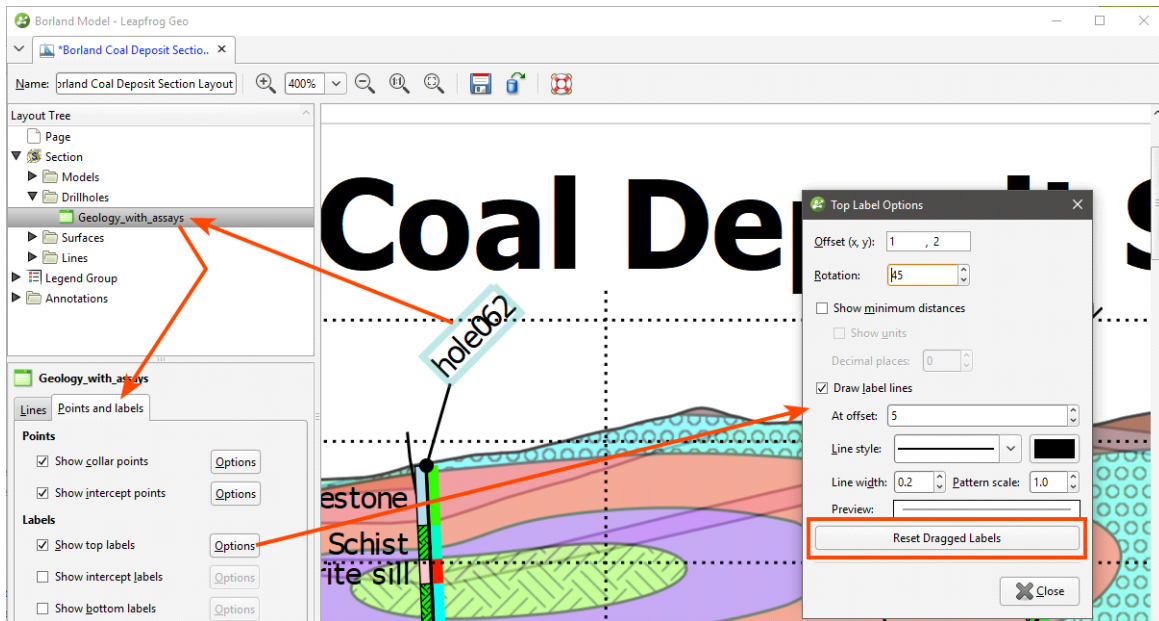 Borland Model - Leapfrog Geo
*Borland Coal Deposit Sectio..
Name: orland Coal Deposit Section Layout 400%
Layout Tree
Page
Section
Models
Drillholes
Geology_with_assays
Surfaces
Lines
Legend Group
Annotations
Geology_with_assays
Lines Points and labels
Points
Show collar points Options
Show intercept points Options
Labels
Show top labels Options
Show intercept labels Options
Show bottom labels Options
Coal Deposit S
hole062
estone
Schist
rite sill
Top Label Options
Offset (x, y): 1 , 2
Rotation: 45
Show minimum distances
Show units
Decimal places: 0
Draw label lines
At offset: 5
Line style:
Line width: 0.2 Pattern scale: 1.0
Preview:
Reset Dragged Labels
Close